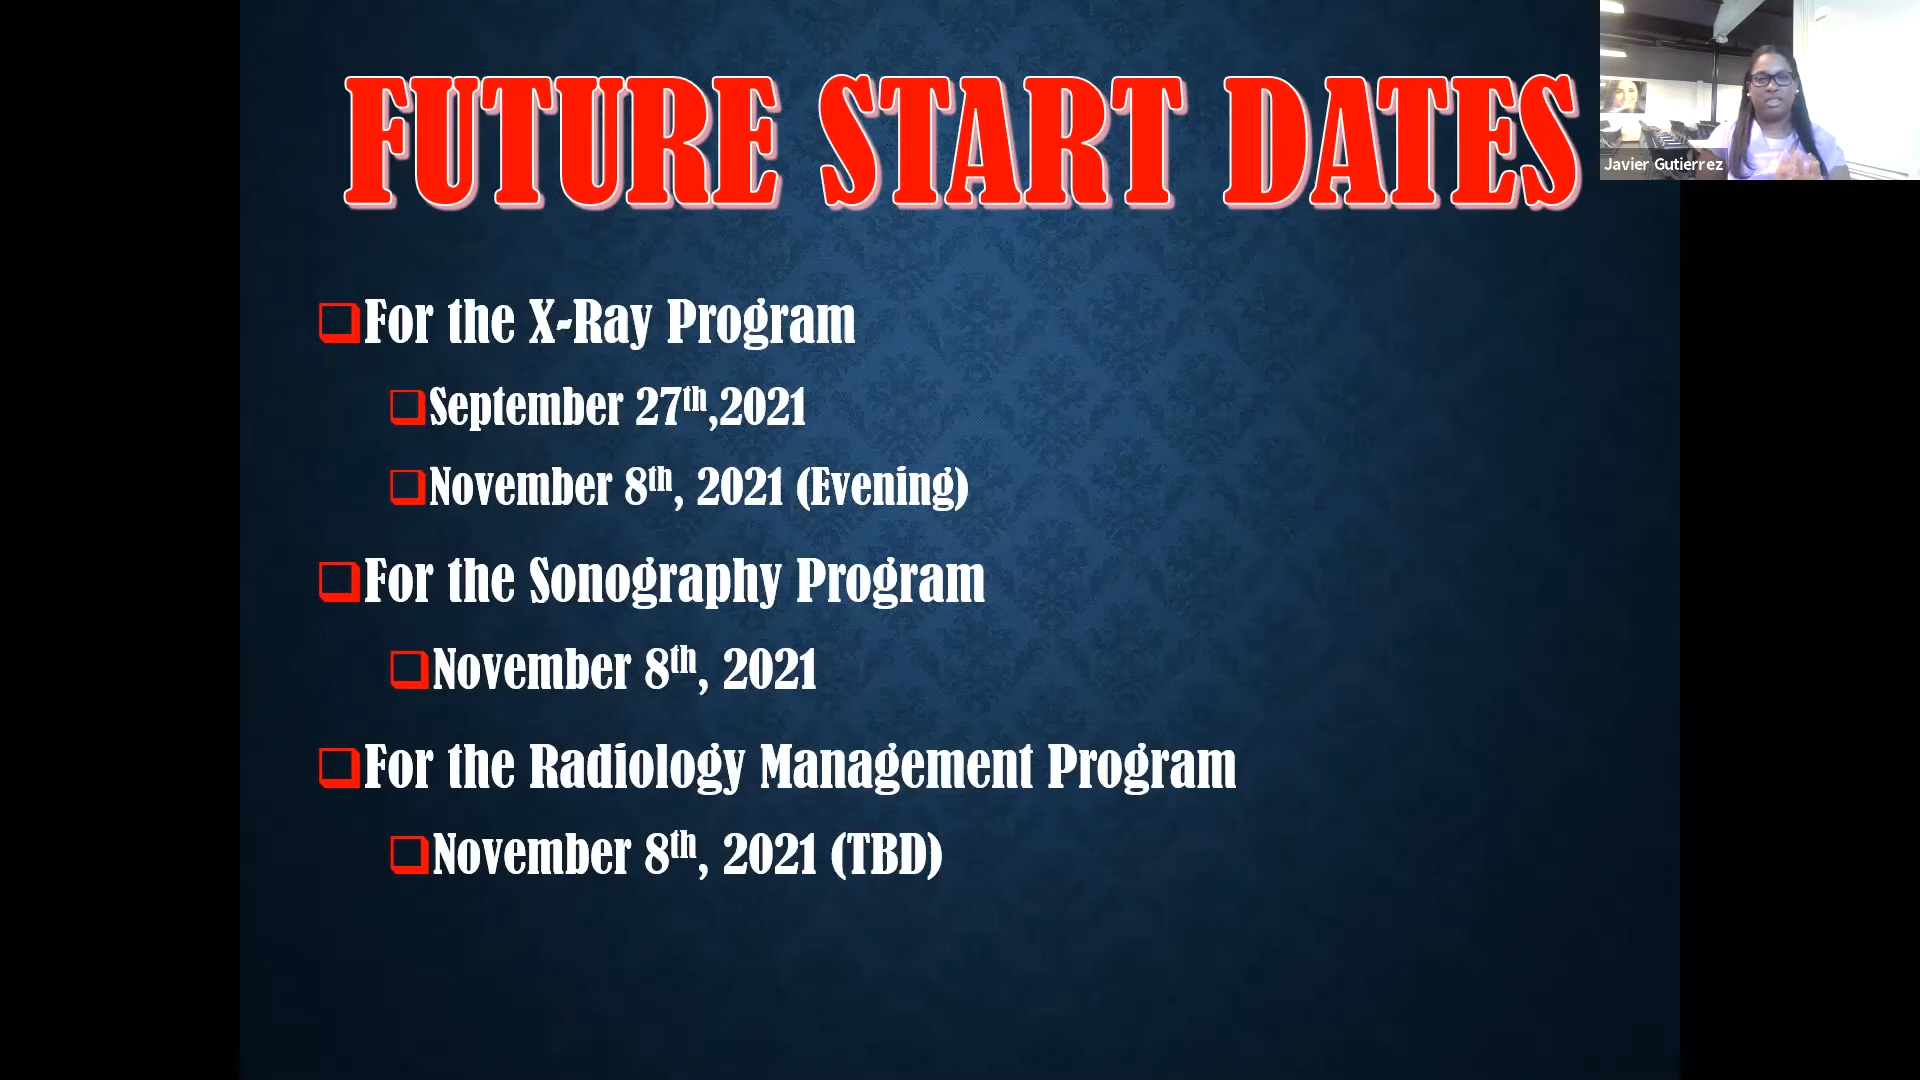 FUTURE START DATES
Javier Gutierrez
For the X-Ray Program
September 27th,2021
November 8th, 2021 (Evening)
For the Sonography Program
November 8th, 2021
For the Radiology Management Program
November 8th, 2021 (TBD)